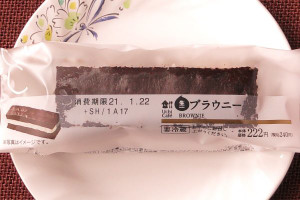 消費期限21. 1.22
+SH/1A17
Uchi
Café
ブラウニー
BROWNIE
要冷蔵
222円